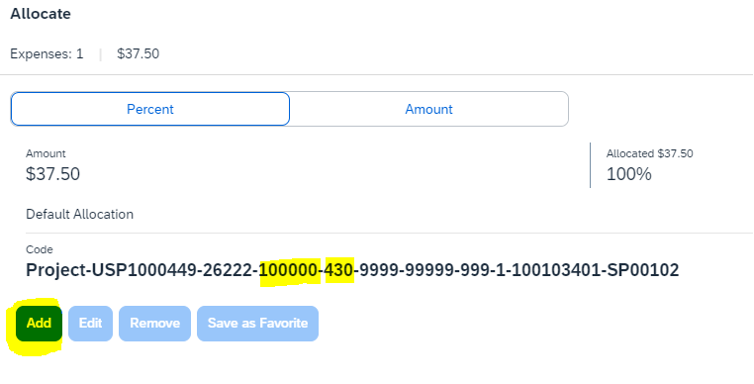 Allocate
Expenses: 1 | $37.50
Percent Amount
Amount Allocated $37.50
$37.50 100%
Default Allocation
Code
Project-USP1000449-26222-100000-430-9999-99999-999-1-100103401-SP00102
Add Edit Remove Save as Favorite